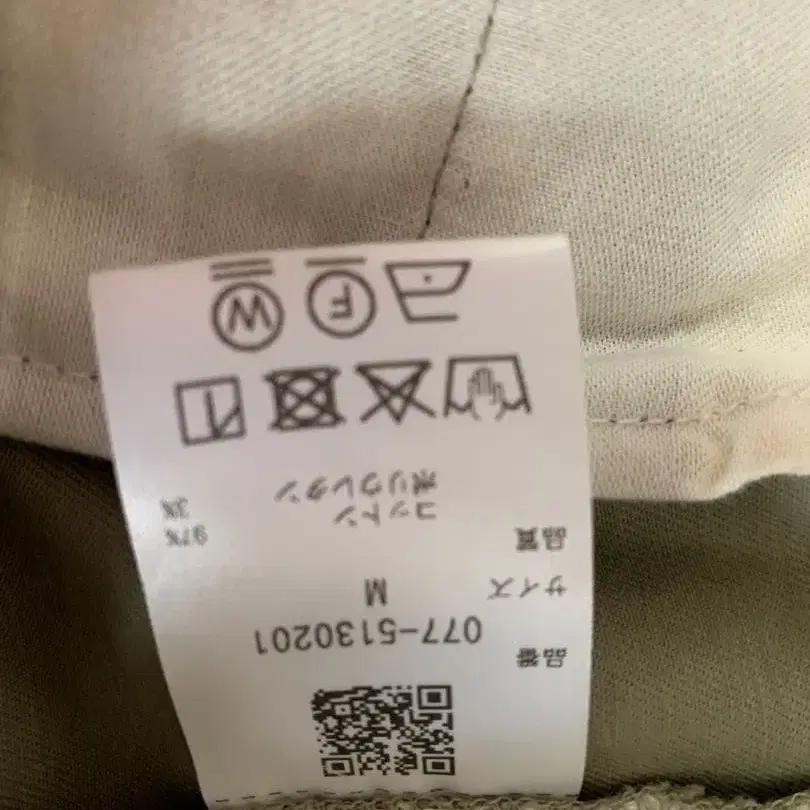 品番 077-5130201
サイズ M
品質
コットン 97%
ポリウレタン 3%
F
W